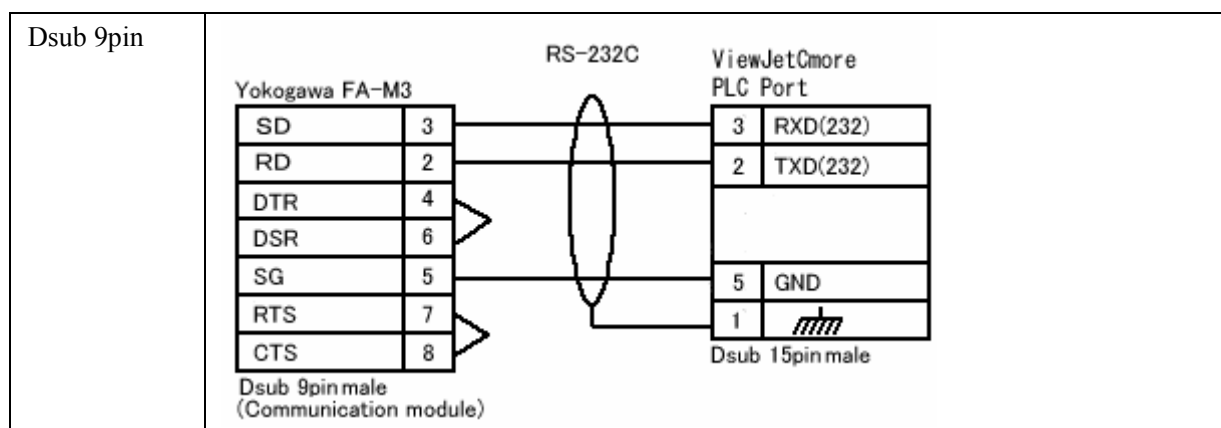 Dsub 9pin
RS-232C
ViewJetCmore
PLC Port
Yokogawa FA-M3
SD 3
3 RXD(232)
RD 2
2 TXD(232)
DTR 4
DSR 6
SG 5
5 GND
RTS 7
1
CTS 8
Dsub 15pin male
Dsub 9pin male
(Communication module)